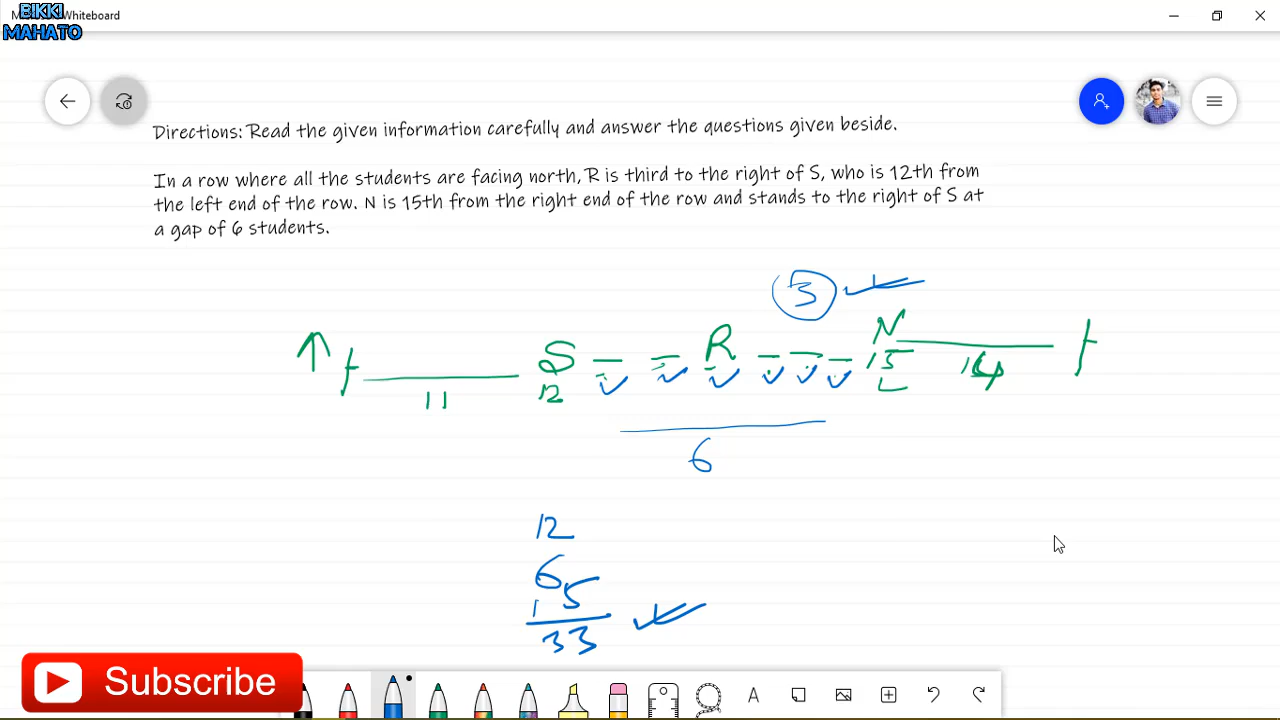 Whiteboard
BIKKI
MAHATO
Directions: Read the given information carefully and answer the questions given beside.
In a row where all the students are facing north, R is third to the right of S, who is 12th from
the left end of the row. N is 15th from the right end of the row and stands to the right of S at
a gap of 6 students.
3
S R N
11 12 15 14
6
12
6
15
33
Subscribe
A